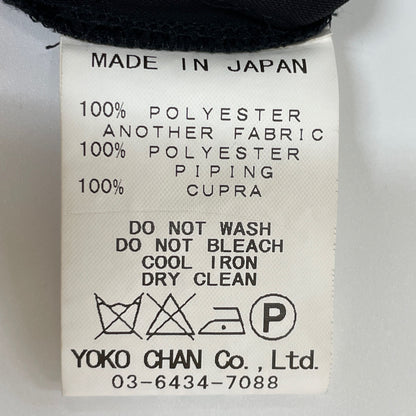 MADE IN JAPAN
100% POLYESTER
ANOTHER FABRIC
100% POLYESTER
PIPING
100% CUPRA
DO NOT WASH
DO NOT BLEACH
COOL IRON
DRY CLEAN
P
YOKO CHAN Co., Ltd.
03-6434-7088